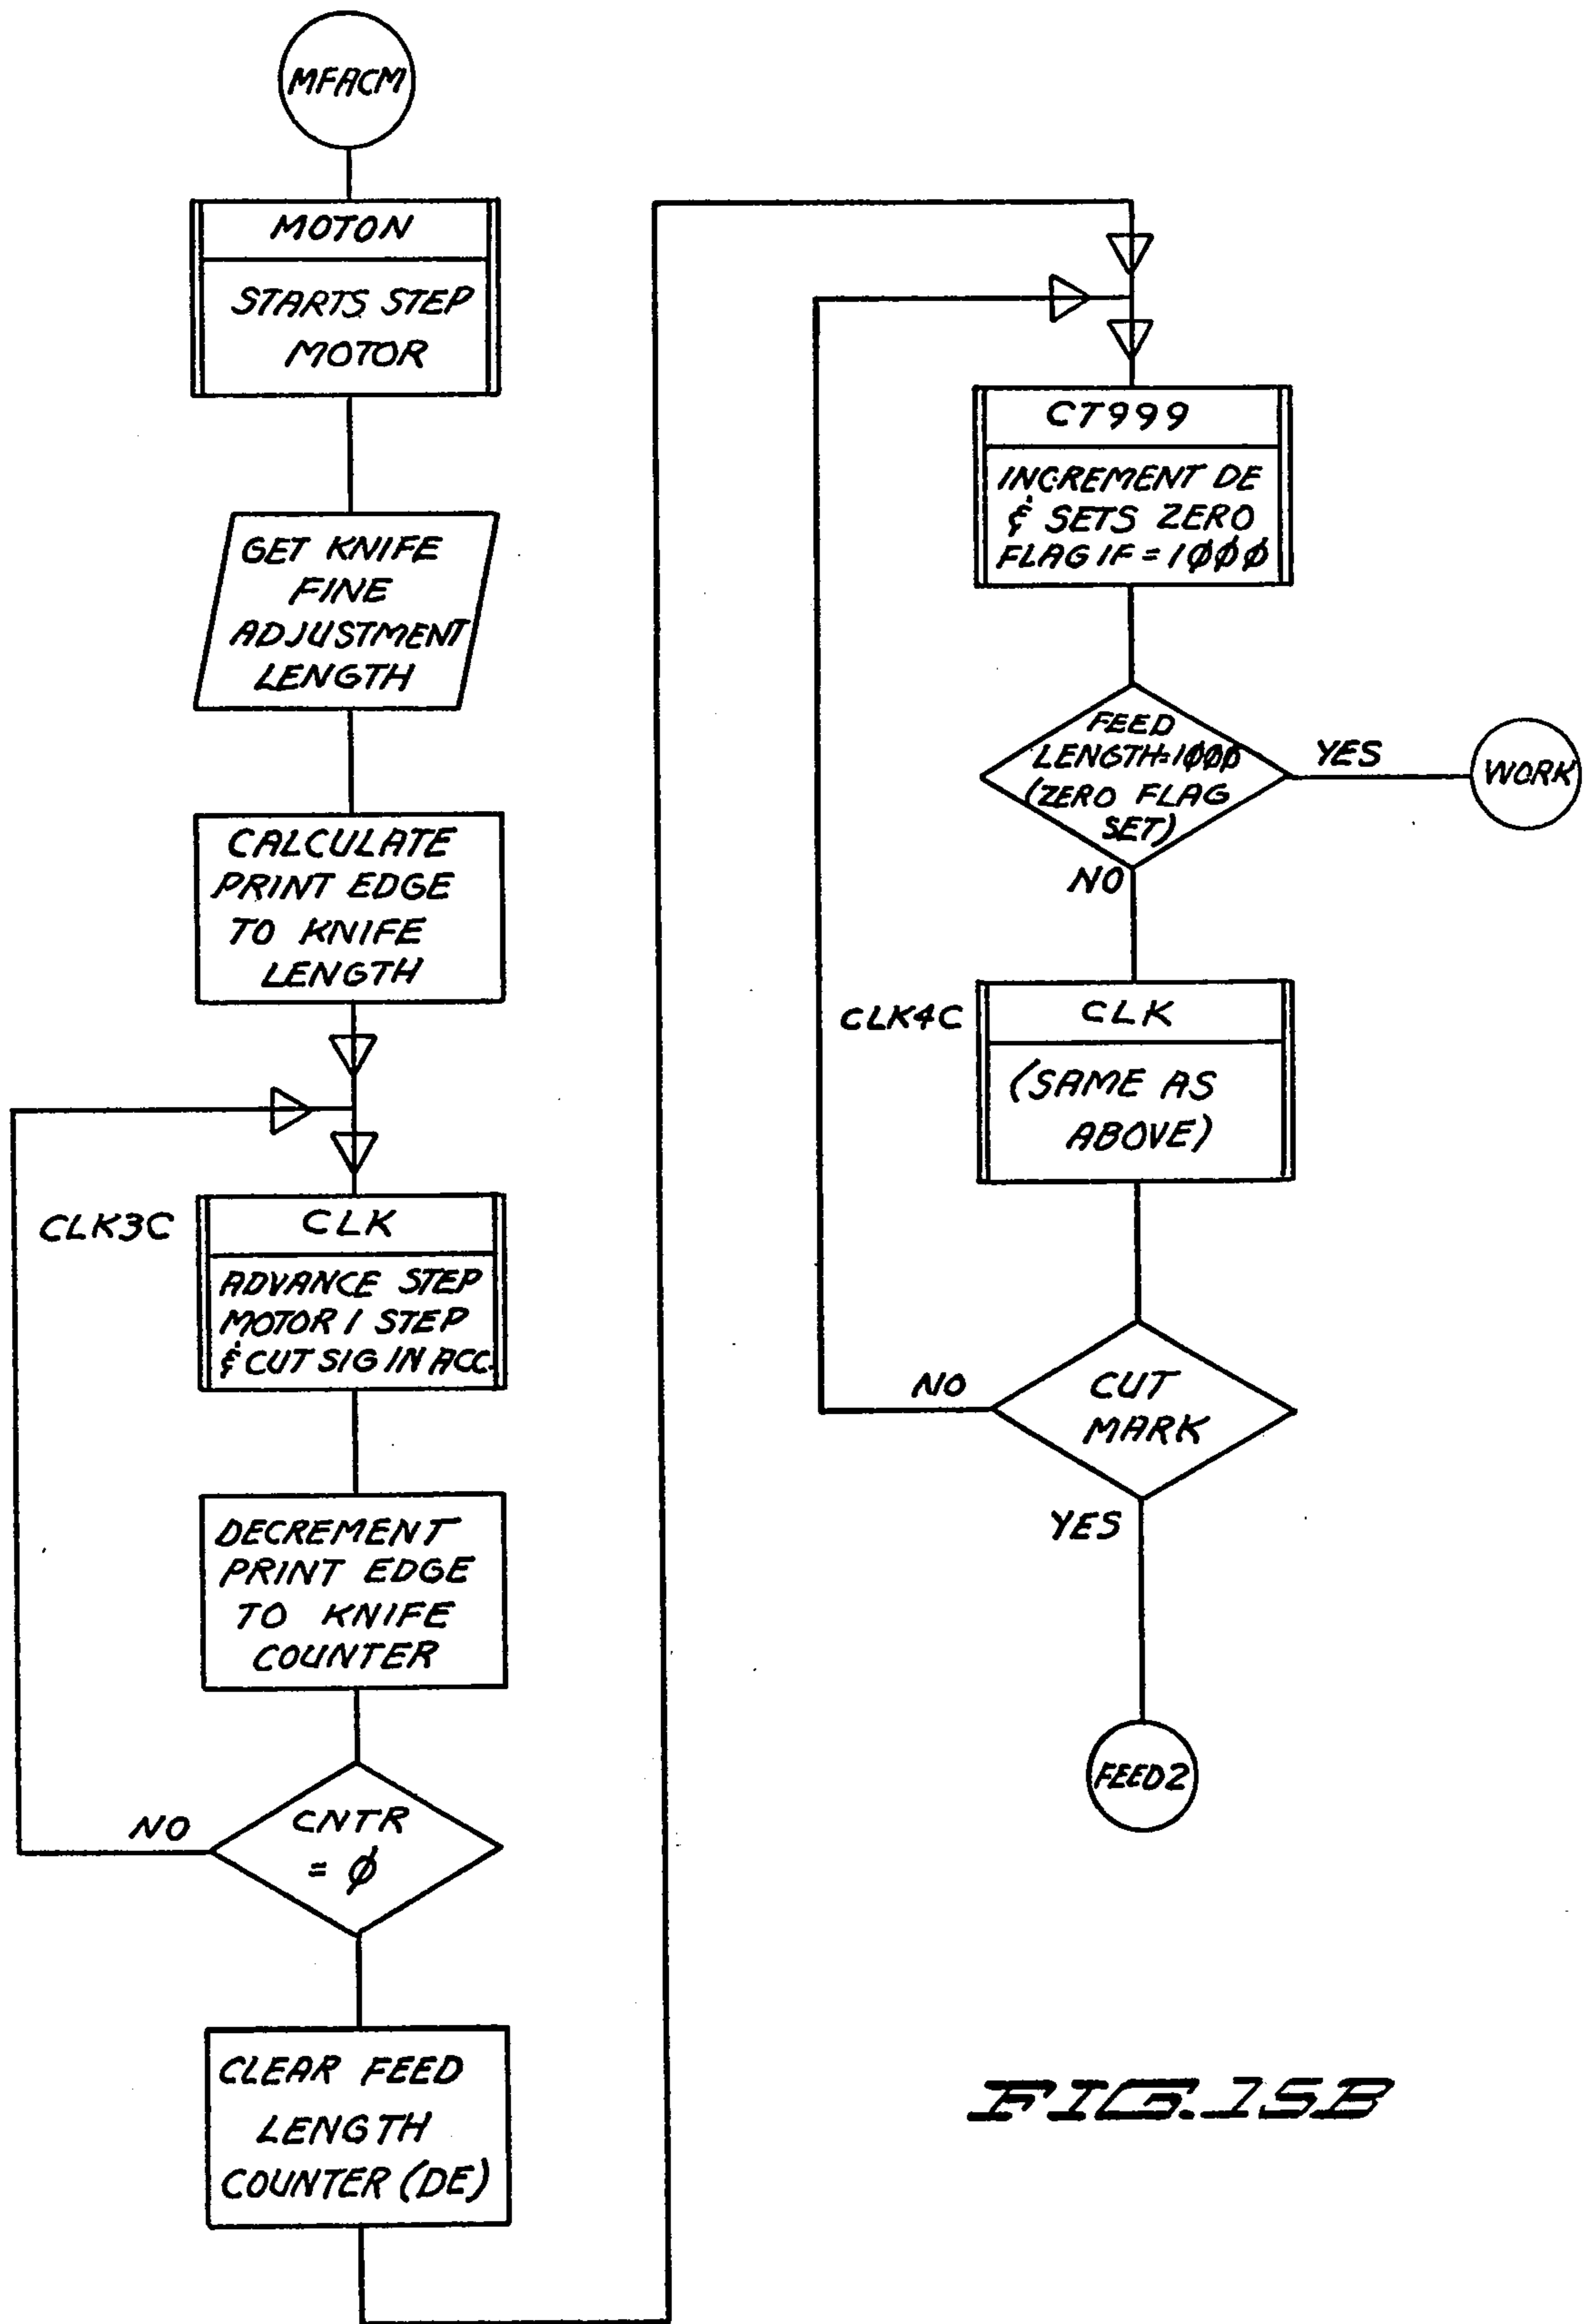 MFACM
MOTON
STARTS STEP
MOTOR
GET KNIFE
FINE
ADJUSTMENT
LENGTH
CALCULATE
PRINT EDGE
TO KNIFE
LENGTH
CLK3C
CLK
ADVANCE STEP
MOTOR 1 STEP
& CUT SIG IN ACC.
DECREMENT
PRINT EDGE
TO KNIFE
COUNTER
CNTR
= φ
NO
CLEAR FEED
LENGTH
COUNTER (DE)
CT999
INCREMENT DE
& SETS ZERO
FLAG IF = 1φφφ
FEED
LENGTH=1φφφ
(ZERO FLAG
SET)
YES
WORK
NO
CLK4C
CLK
(SAME AS
ABOVE)
CUT
MARK
NO
YES
FEED2
FIG. 15B